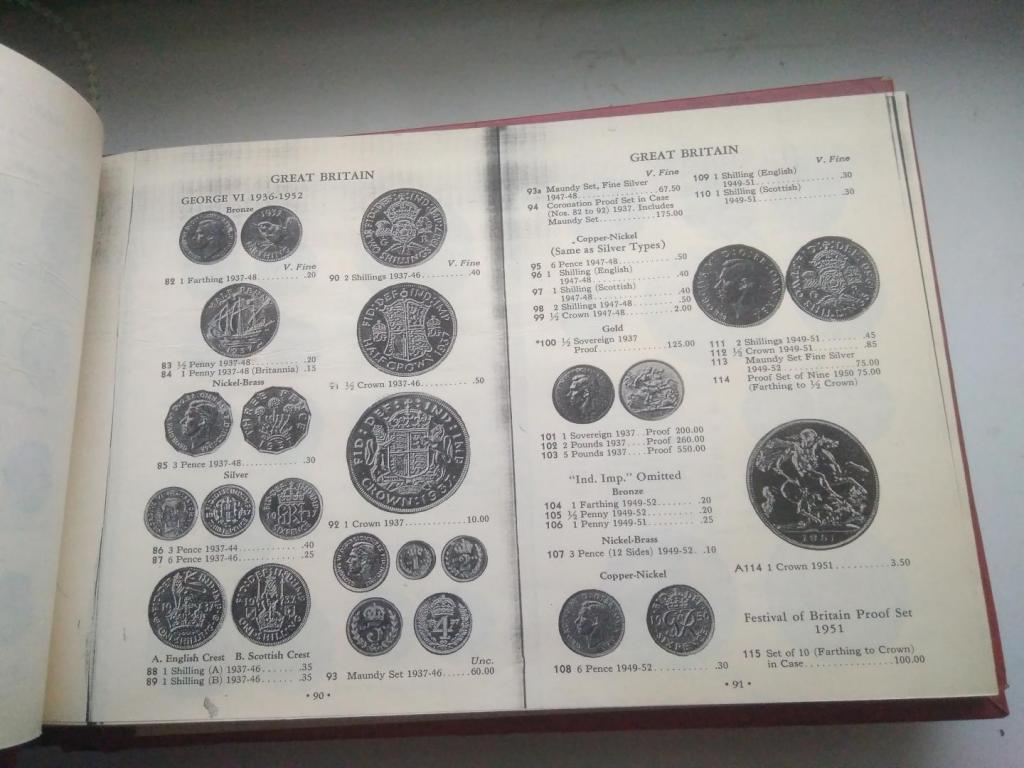 GREAT BRITAIN
GEORGE VI 1936-1952
Bronze
V. Fine
82 1 Farthing 1937-48........ .20
83 ½ Penny 1937-48........... .20
84 1 Penny 1937-48 (Britannia) .15
Nickel-Brass
85 3 Pence 1937-48........... .30
Silver
86 3 Pence 1937-44........... .40
87 6 Pence 1937-46........... .25
A. English Crest B. Scottish Crest
88 1 Shilling (A) 1937-46...... .35
89 1 Shilling (B) 1937-46...... .35
V. Fine
90 2 Shillings 1937-46........ .40
½ Crown 1937-46......... .50
FID:DEF IND:IMP
HALF CROWN 1937
FID:DEF IND:IMP
CROWN:1937
92 1 Crown 1937.............10.00
Unc.
93 Maundy Set 1937-46......60.00
• 90 •
GREAT BRITAIN
V. Fine
93a Maundy Set, Fine Silver
1947-48..................67.50
94 Coronation Proof Set in Case
(Nos. 82 to 92) 1937. Includes
Maundy Set.............175.00
Copper-Nickel
(Same as Silver Types)
95 6 Pence 1947-48........... .50
96 1 Shilling (English)
1947-48.................. .40
97 1 Shilling (Scottish)
1947-48.................. .40
98 2 Shillings 1947-48........ .50
99 ½ Crown 1947-48......... 2.00
Gold
*100 ½ Sovereign 1937
Proof.................125.00
101 1 Sovereign 1937...Proof 200.00
102 2 Pounds 1937.....Proof 260.00
103 5 Pounds 1937.....Proof 550.00
"Ind. Imp." Omitted
Bronze
104 1 Farthing 1949-52........ .20
105 ½ Penny 1949-52.......... .20
106 1 Penny 1949-51.......... .25
Nickel-Brass
107 3 Pence (12 Sides) 1949-52.. .10
Copper-Nickel
108 6 Pence 1949-52.......... .30
V. Fine
109 1 Shilling (English)
1949-51................. .30
110 1 Shilling (Scottish)
1949-51................. .30
111 2 Shillings 1949-51........ .45
112 ½ Crown 1949-51......... .85
113 Maundy Set Fine Silver
1949-52................. 75.00
114 Proof Set of Nine 1950 75.00
(Farthing to ½ Crown)
1951
A114 1 Crown 1951............3.50
Festival of Britain Proof Set
1951
115 Set of 10 (Farthing to Crown)
in Case.................100.00
• 91 •